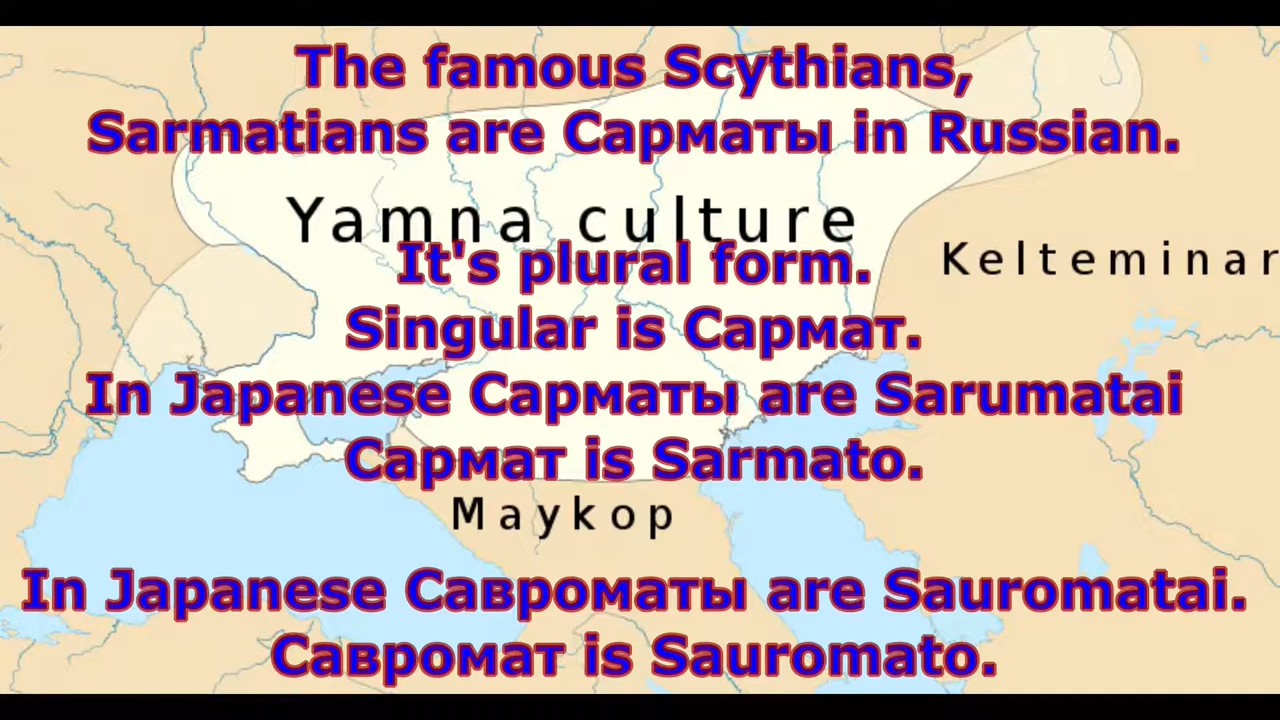 The famous Scythians,
Sarmatians are Сарматы in Russian.
Yamna culture
It's plural form.
Kelteminar
Singular is Сармат.
In Japanese Сарматы are Sarumatai
Сармат is Sarmato.
Maykop
In Japanese Савроматы are Sauromatai.
Савромат is Sauromato.